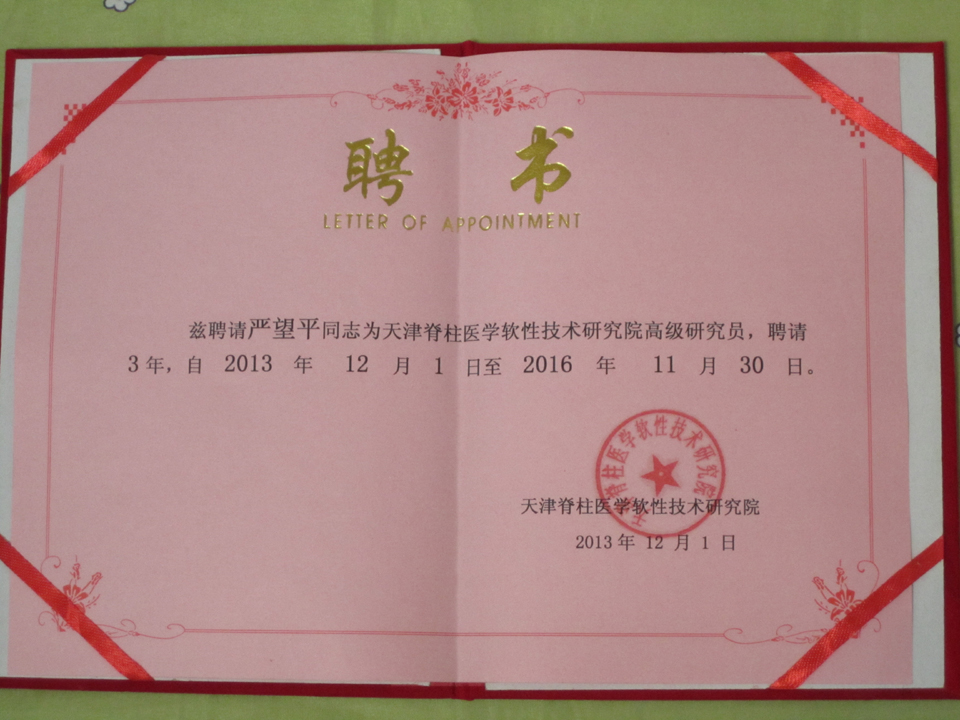 聘 书
LETTER OF APPOINTMENT
兹聘请严望平同志为天津脊柱医学软性技术研究院高级研究员，聘请
3年，自 2013 年 12 月 1 日至 2016 年 11 月 30 日。
天津脊柱医学软性技术研究院
天津脊柱医学软性技术研究院
2013年 12 月 1 日